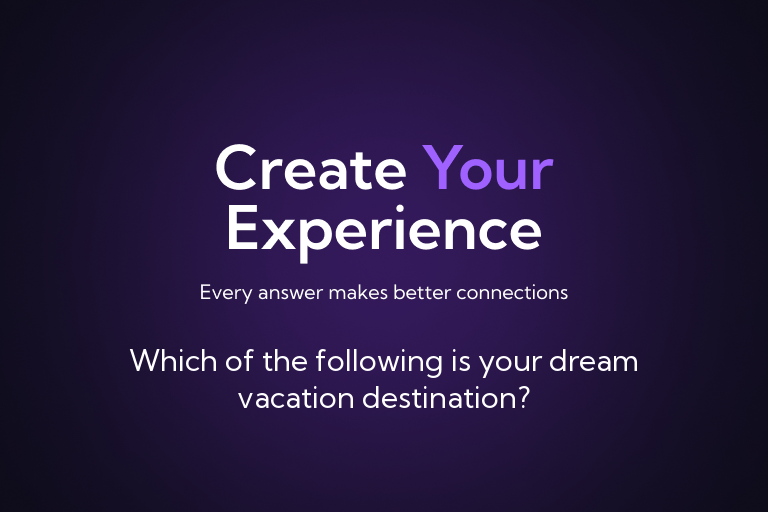 Create Your
Experience
Every answer makes better connections
Which of the following is your dream
vacation destination?